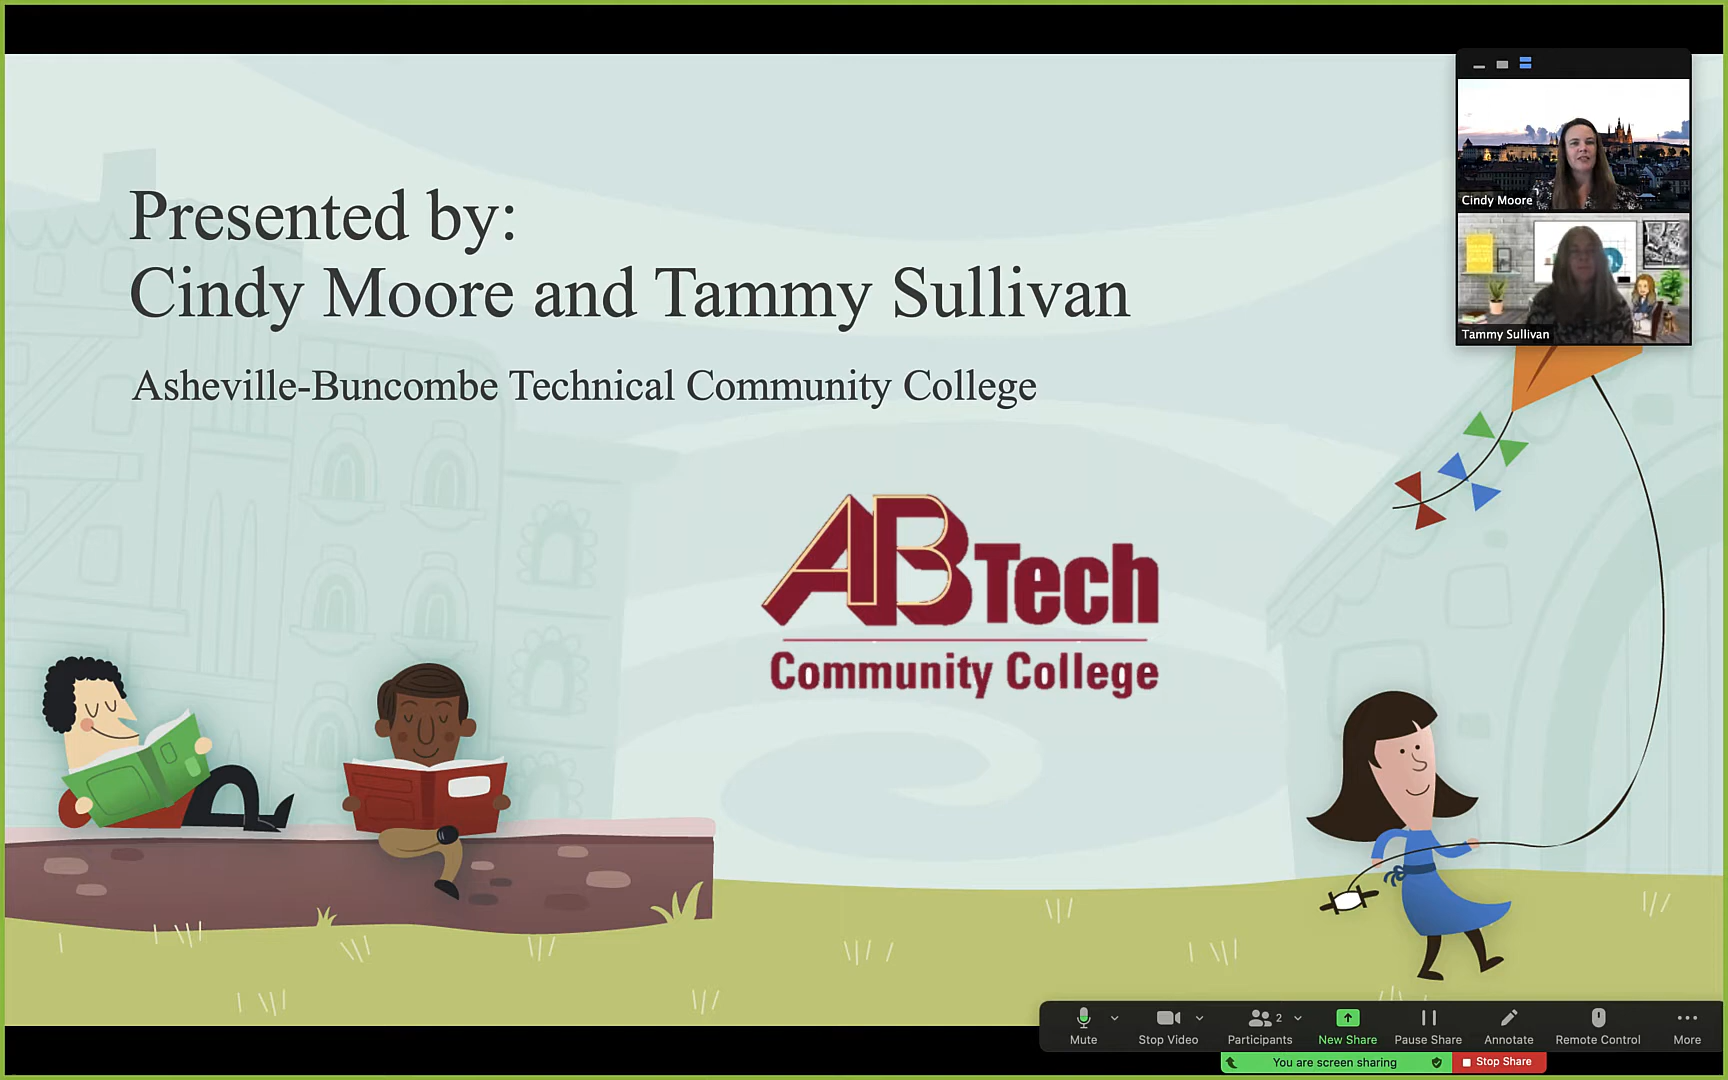 Presented by:
Cindy Moore and Tammy Sullivan
Asheville-Buncombe Technical Community College
AB Tech
Community College
Cindy Moore
Tammy Sullivan
Mute
Stop Video
2
Participants
New Share
Pause Share
Annotate
Remote Control
More
You are screen sharing
Stop Share